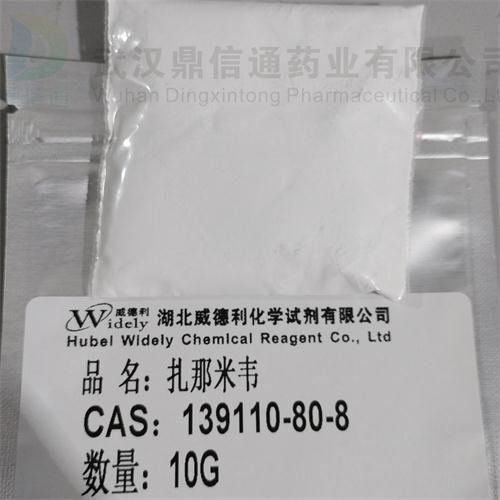 武汉鼎信通药业有限公司
Wuhan Dingxintong Pharmaceutical Co.,Lt
威德利
Widely
湖北威德利化学试剂有限公司
Hubei Widely Chemical Reagent Co., Ltd
品 名：扎那米韦
CAS：139110-80-8
数量：10G